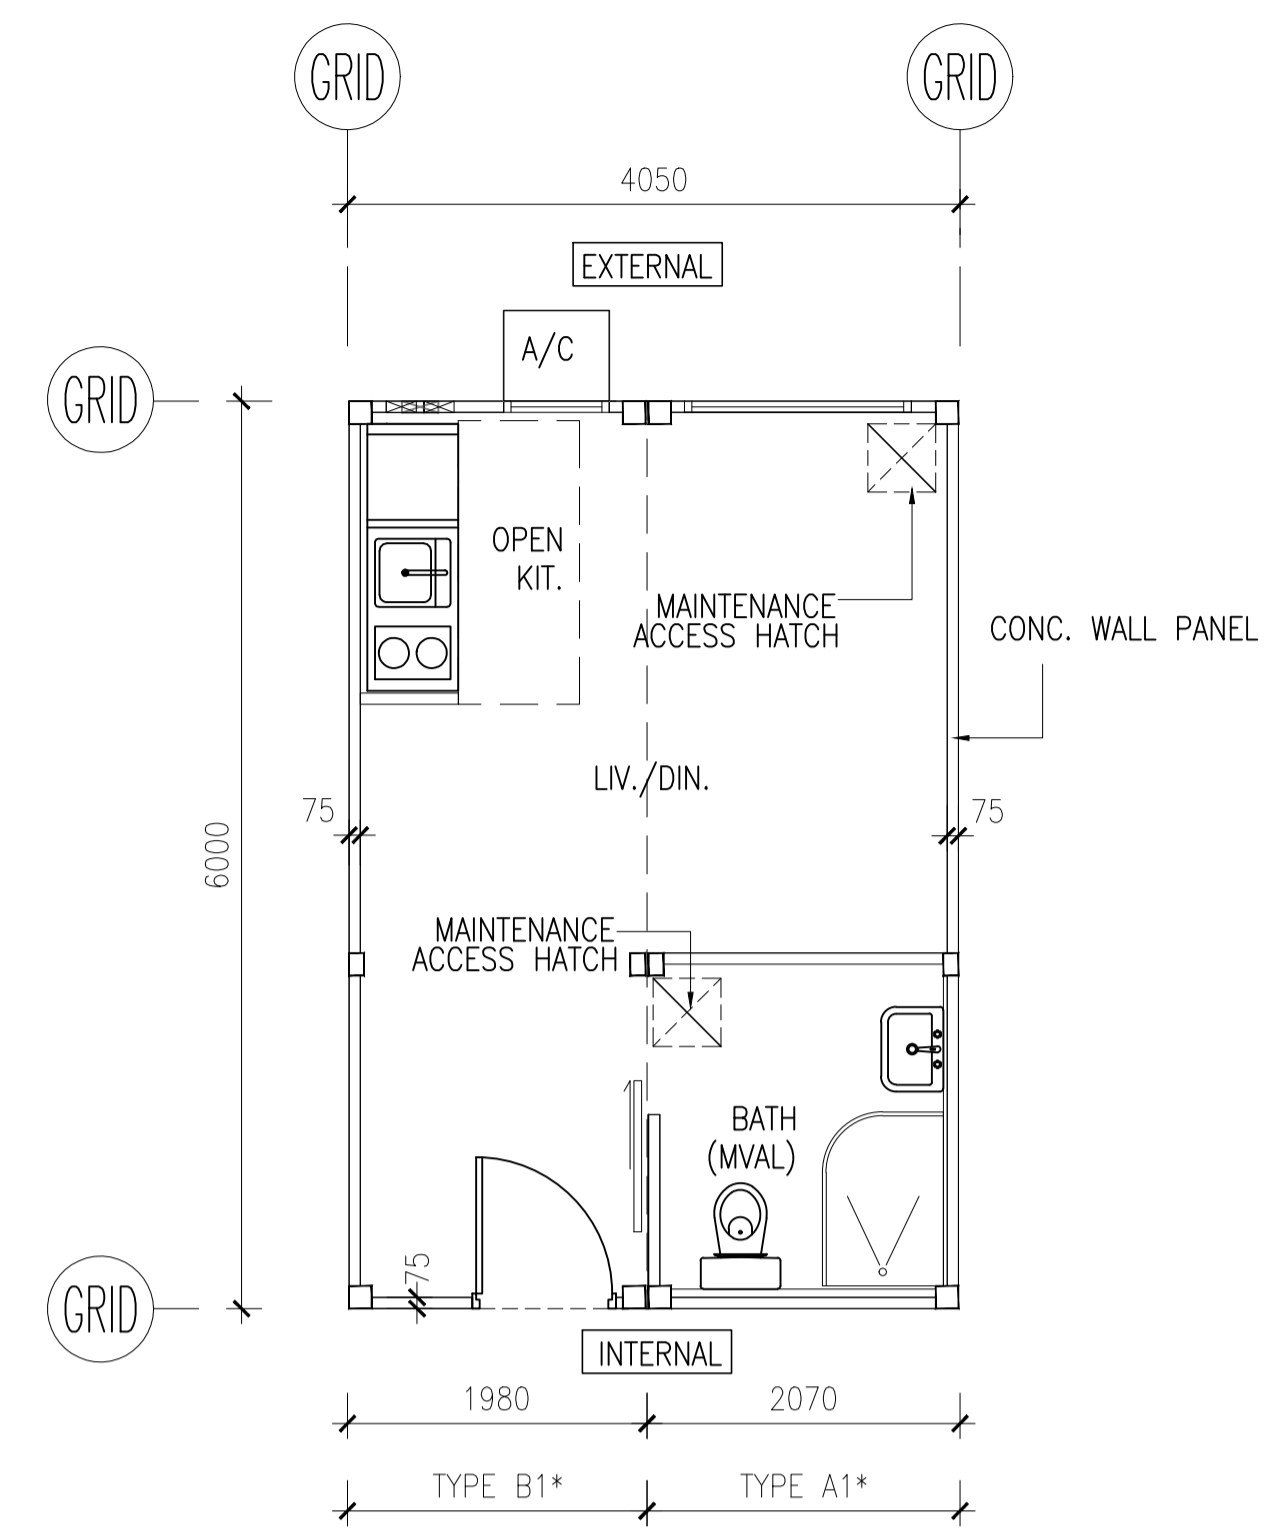 GRID
GRID
4050
EXTERNAL
A/C
GRID
OPEN
KIT.
MAINTENANCE
ACCESS HATCH
CONC. WALL PANEL
LIV./DIN.
75
75
6000
MAINTENANCE
ACCESS HATCH
BATH
(MVAL)
75
GRID
INTERNAL
1980
2070
TYPE B1*
TYPE A1*